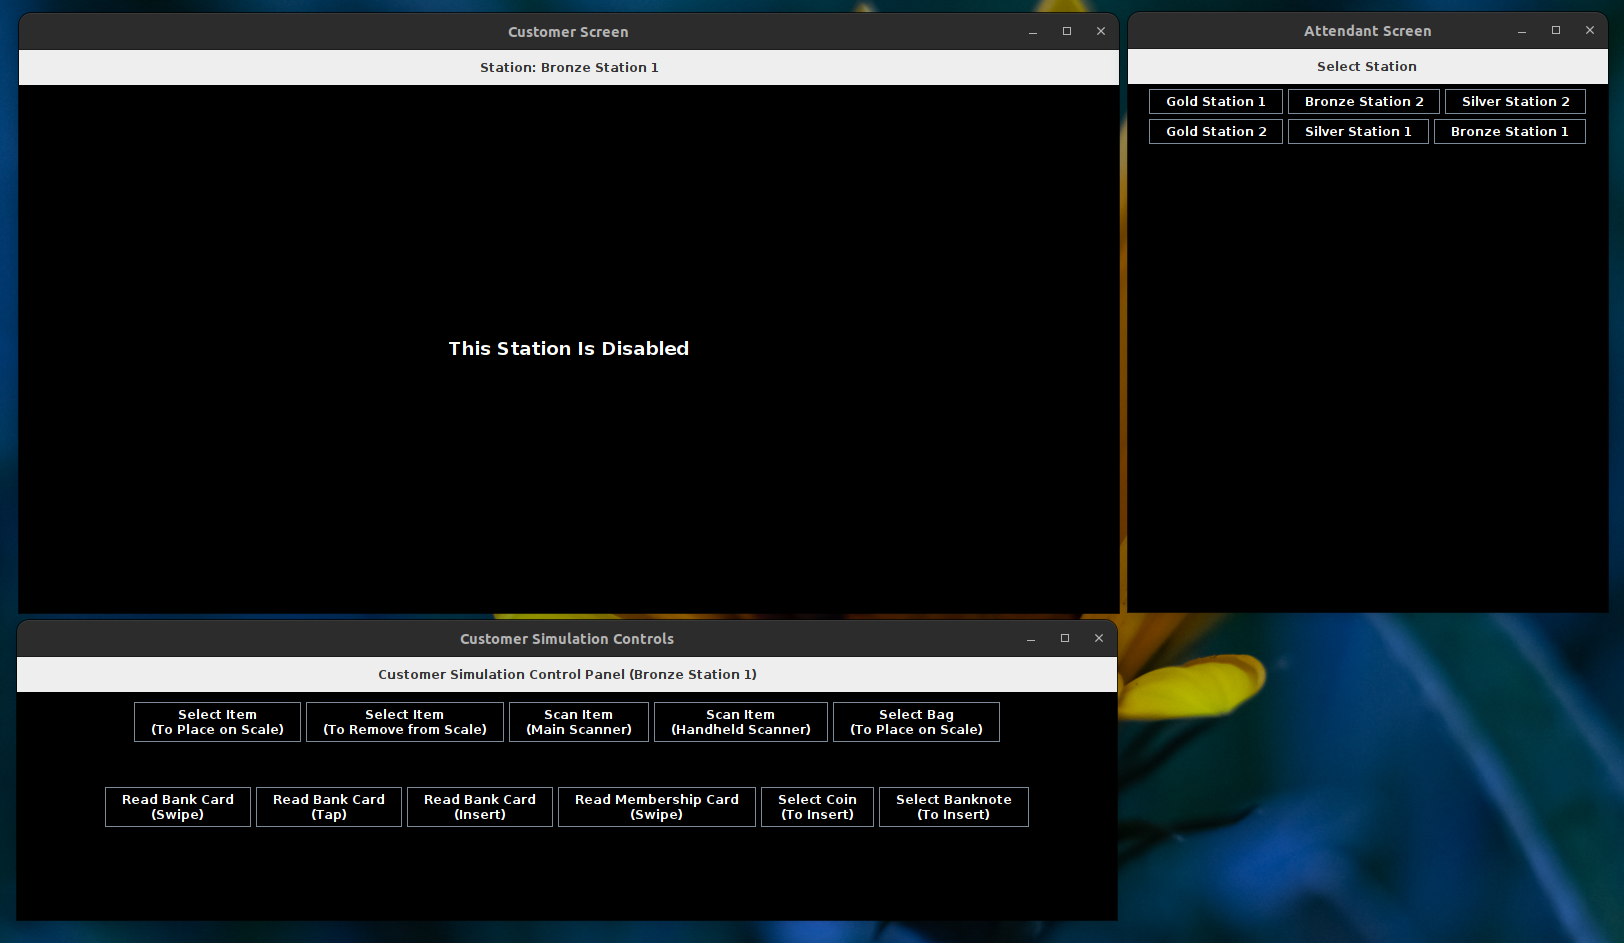 Customer Screen
Station: Bronze Station 1
This Station Is Disabled
Attendant Screen
Select Station
Gold Station 1 Bronze Station 2 Silver Station 2
Gold Station 2 Silver Station 1 Bronze Station 1
Customer Simulation Controls
Customer Simulation Control Panel (Bronze Station 1)
Select Item
(To Place on Scale)
Select Item
(To Remove from Scale)
Scan Item
(Main Scanner)
Scan Item
(Handheld Scanner)
Select Bag
(To Place on Scale)
Read Bank Card
(Swipe)
Read Bank Card
(Tap)
Read Bank Card
(Insert)
Read Membership Card
(Swipe)
Select Coin
(To Insert)
Select Banknote
(To Insert)